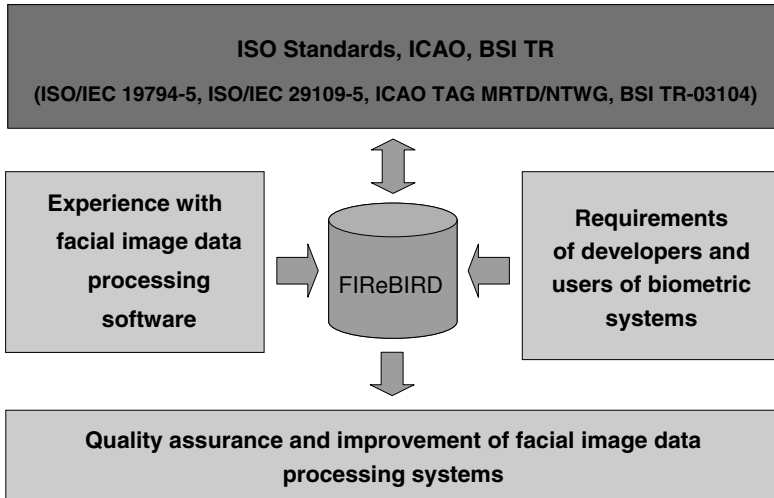 ISO Standards, ICAO, BSI TR
(ISO/IEC 19794-5, ISO/IEC 29109-5, ICAO TAG MRTD/NTWG, BSI TR-03104)
Experience with
facial image data
processing
software
FIReBIRD
Requirements
of developers and
users of biometric
systems
Quality assurance and improvement of facial image data
processing systems